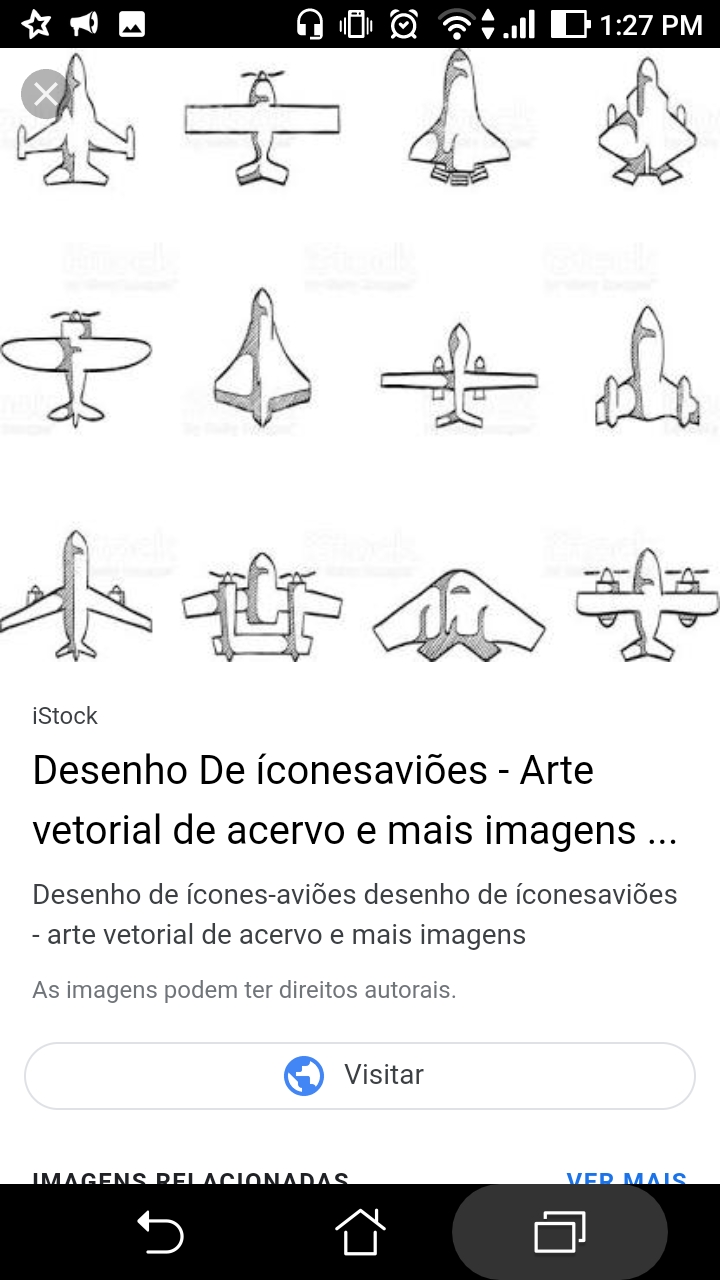 1:27 PM
iStock
Desenho De íconesaviões - Arte
vetorial de acervo e mais imagens ...
Desenho de ícones-aviões desenho de íconesaviões
- arte vetorial de acervo e mais imagens
As imagens podem ter direitos autorais.
Visitar
IMAGENS RELACIONADAS
VER MAIS